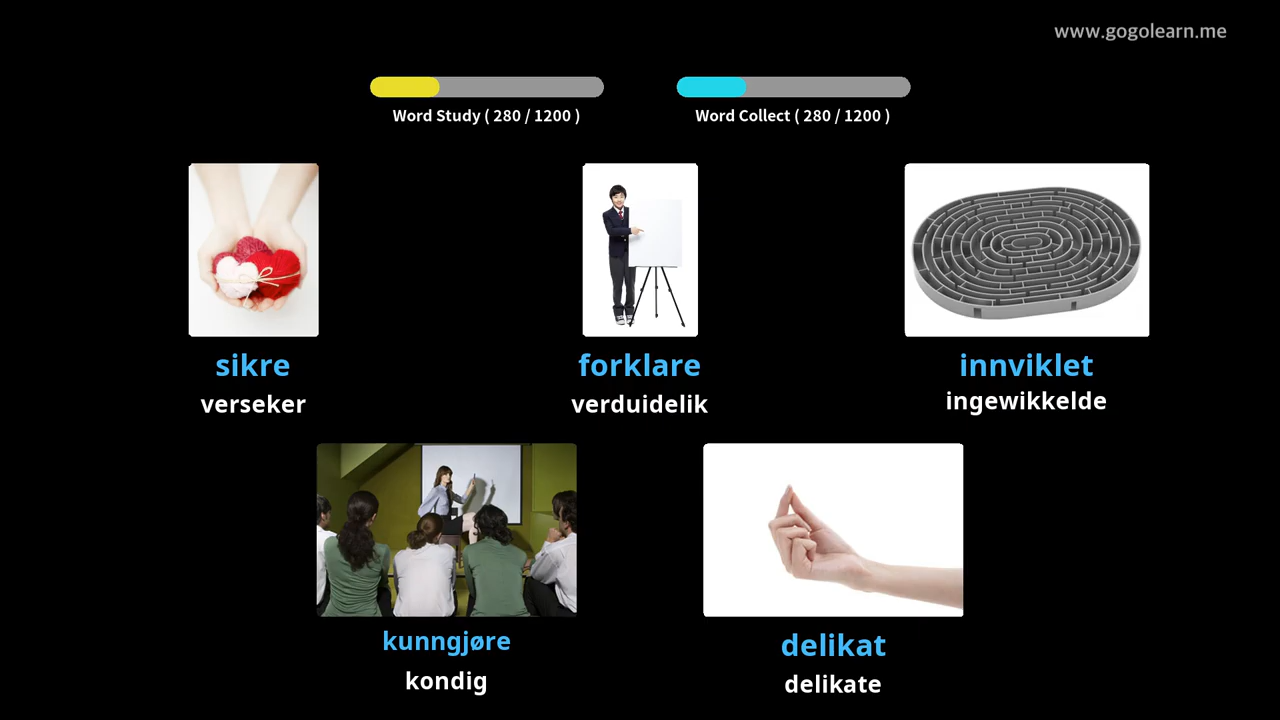 www.gogolearn.me
Word Study ( 280 / 1200 )
Word Collect ( 280 / 1200 )
sikre
verseker
forklare
verduidelik
innviklet
ingewikkelde
kunngjøre
kondig
delikat
delikate